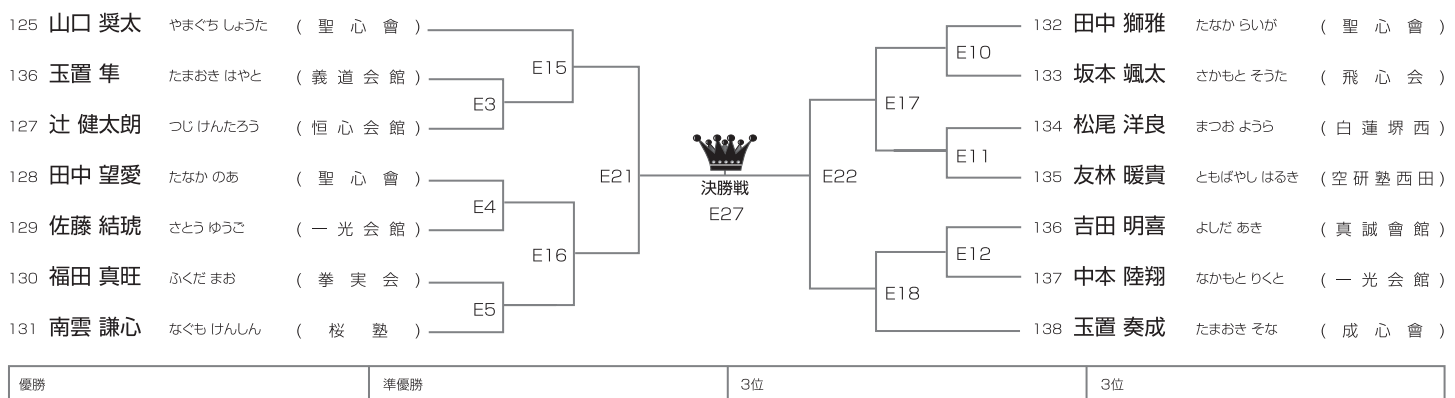 125 山口 奨太 やまぐち しょうた ( 聖心會 )
136 玉置 隼 たまおき はやと ( 義道会館 )
E15
E3
127 辻 健太朗 つじ けんたろう ( 恒心会館 )
128 田中 望愛 たなか のあ ( 聖心會 )
E21
E4
129 佐藤 結琥 さとう ゆうご ( 一光会館 )
E16
130 福田 真旺 ふくだ まお ( 拳実会 )
E5
131 南雲 謙心 なぐも けんしん ( 桜塾 )
決勝戦
E27
132 田中 獅雅 たなか らいが ( 聖心會 )
E10
133 坂本 颯太 さかもと そうた ( 飛心会 )
E17
134 松尾 洋良 まつお ようら ( 白蓮堺西 )
E11
135 友林 暖貴 ともばやし はるき ( 空研塾西田 )
E22
136 吉田 明喜 よしだ あき ( 真誠會館 )
E12
137 中本 陸翔 なかもと りくと ( 一光会館 )
E18
138 玉置 奏成 たまおき そな ( 成心會 )
優勝 準優勝 3位 3位